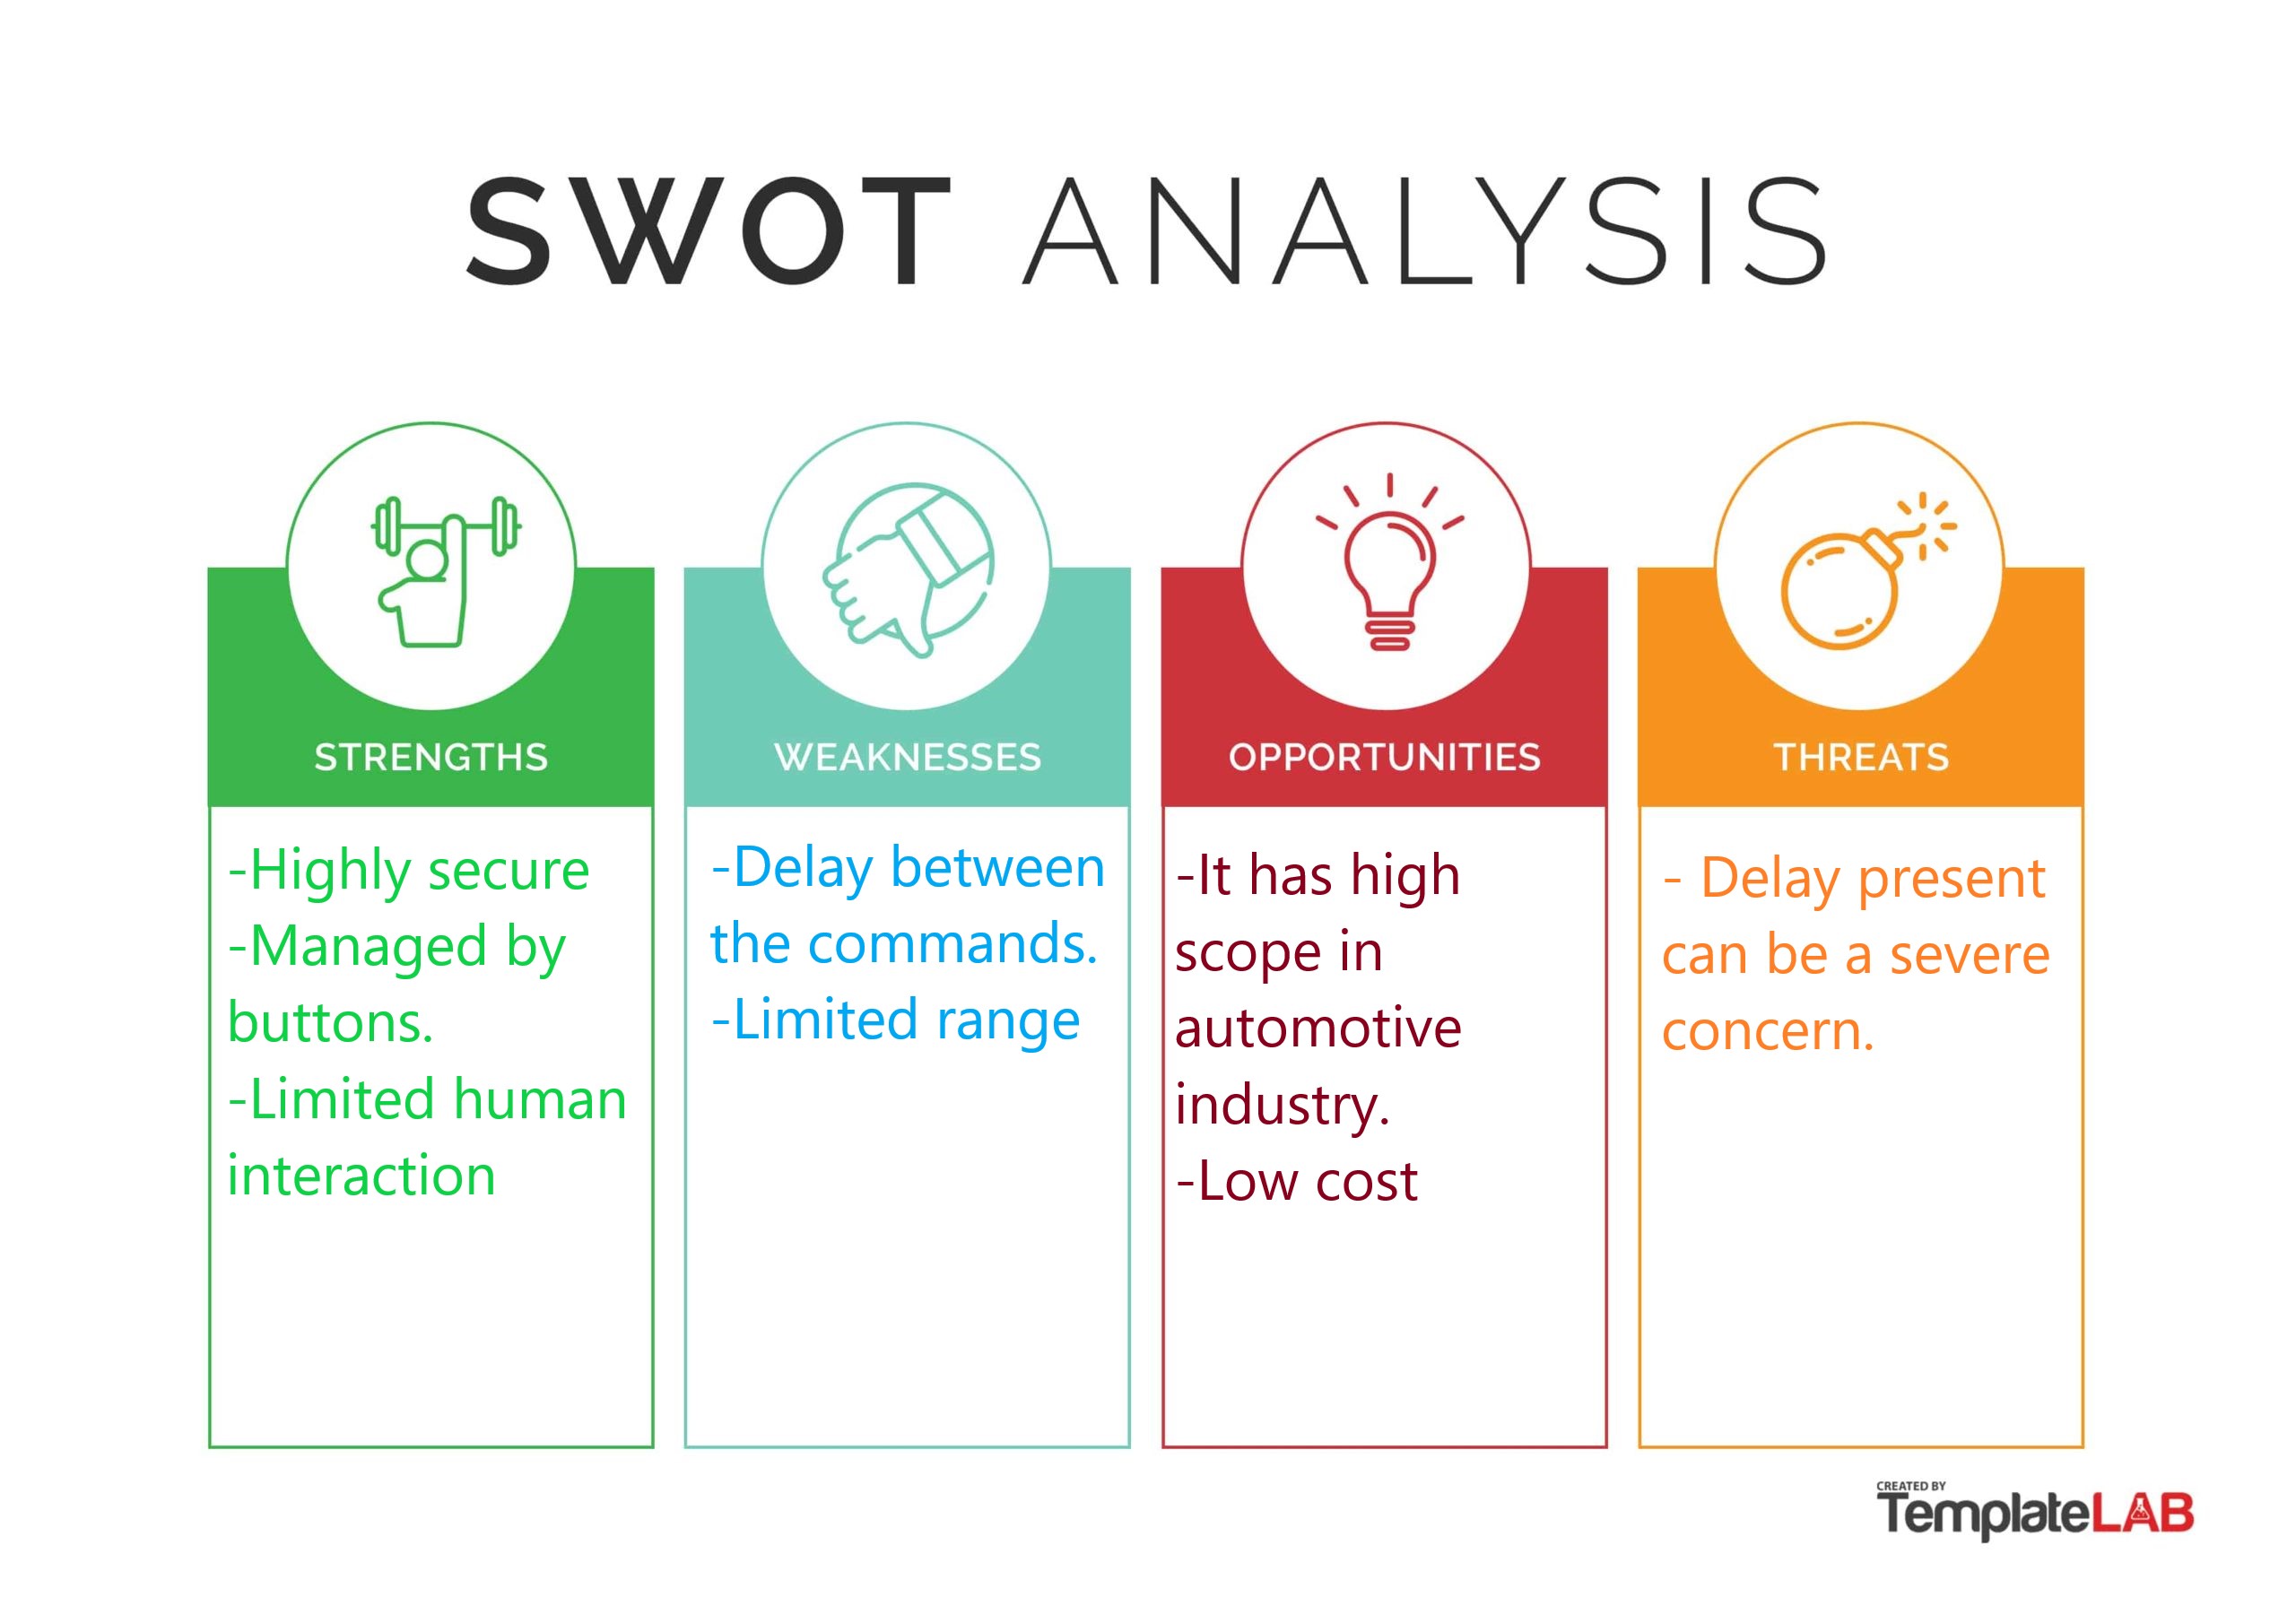 SWOT ANALYSIS
STRENGTHS
-Highly secure
-Managed by
buttons.
-Limited human
interaction
WEAKNESSES
-Delay between
the commands.
-Limited range
OPPORTUNITIES
-It has high
scope in
automotive
industry.
-Low cost
THREATS
- Delay present
can be a severe
concern.
CREATED BY
TemplateLAB